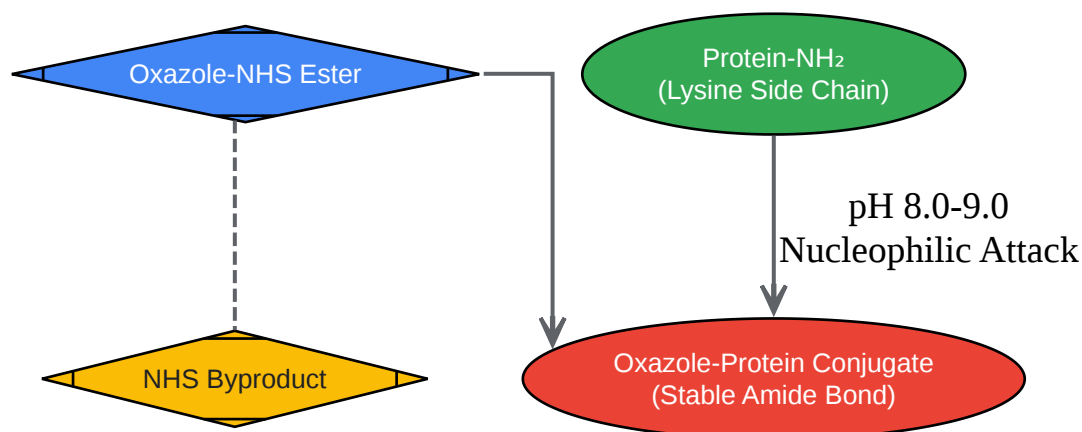 Oxazole-NHS Ester
Protein-NH₂
(Lysine Side Chain)
pH 8.0-9.0
Nucleophilic Attack
NHS Byproduct
Oxazole-Protein Conjugate
(Stable Amide Bond)